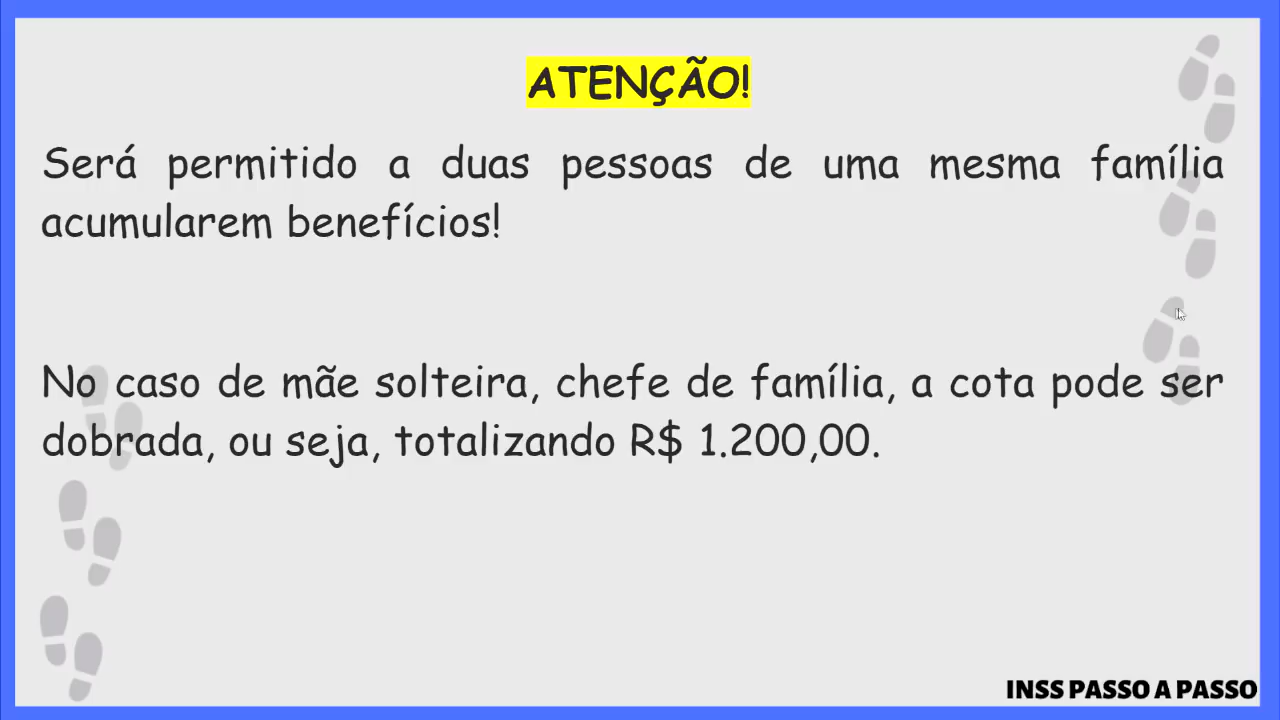 ATENÇÃO!
Será permitido a duas pessoas de uma mesma família
acumularem benefícios!
No caso de mãe solteira, chefe de família, a cota pode ser
dobrada, ou seja, totalizando R$ 1.200,00.
INSS PASSO A PASSO